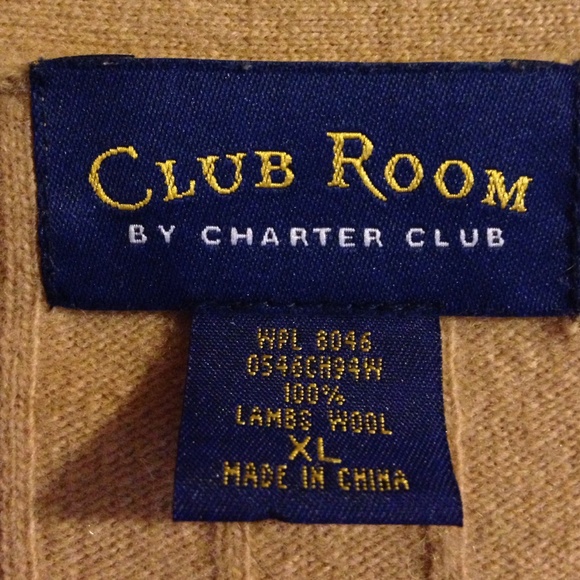 CLUB ROOM
BY CHARTER CLUB
WPL 8046
0546CH94W
100%
LAMBS WOOL
XL
MADE IN CHINA